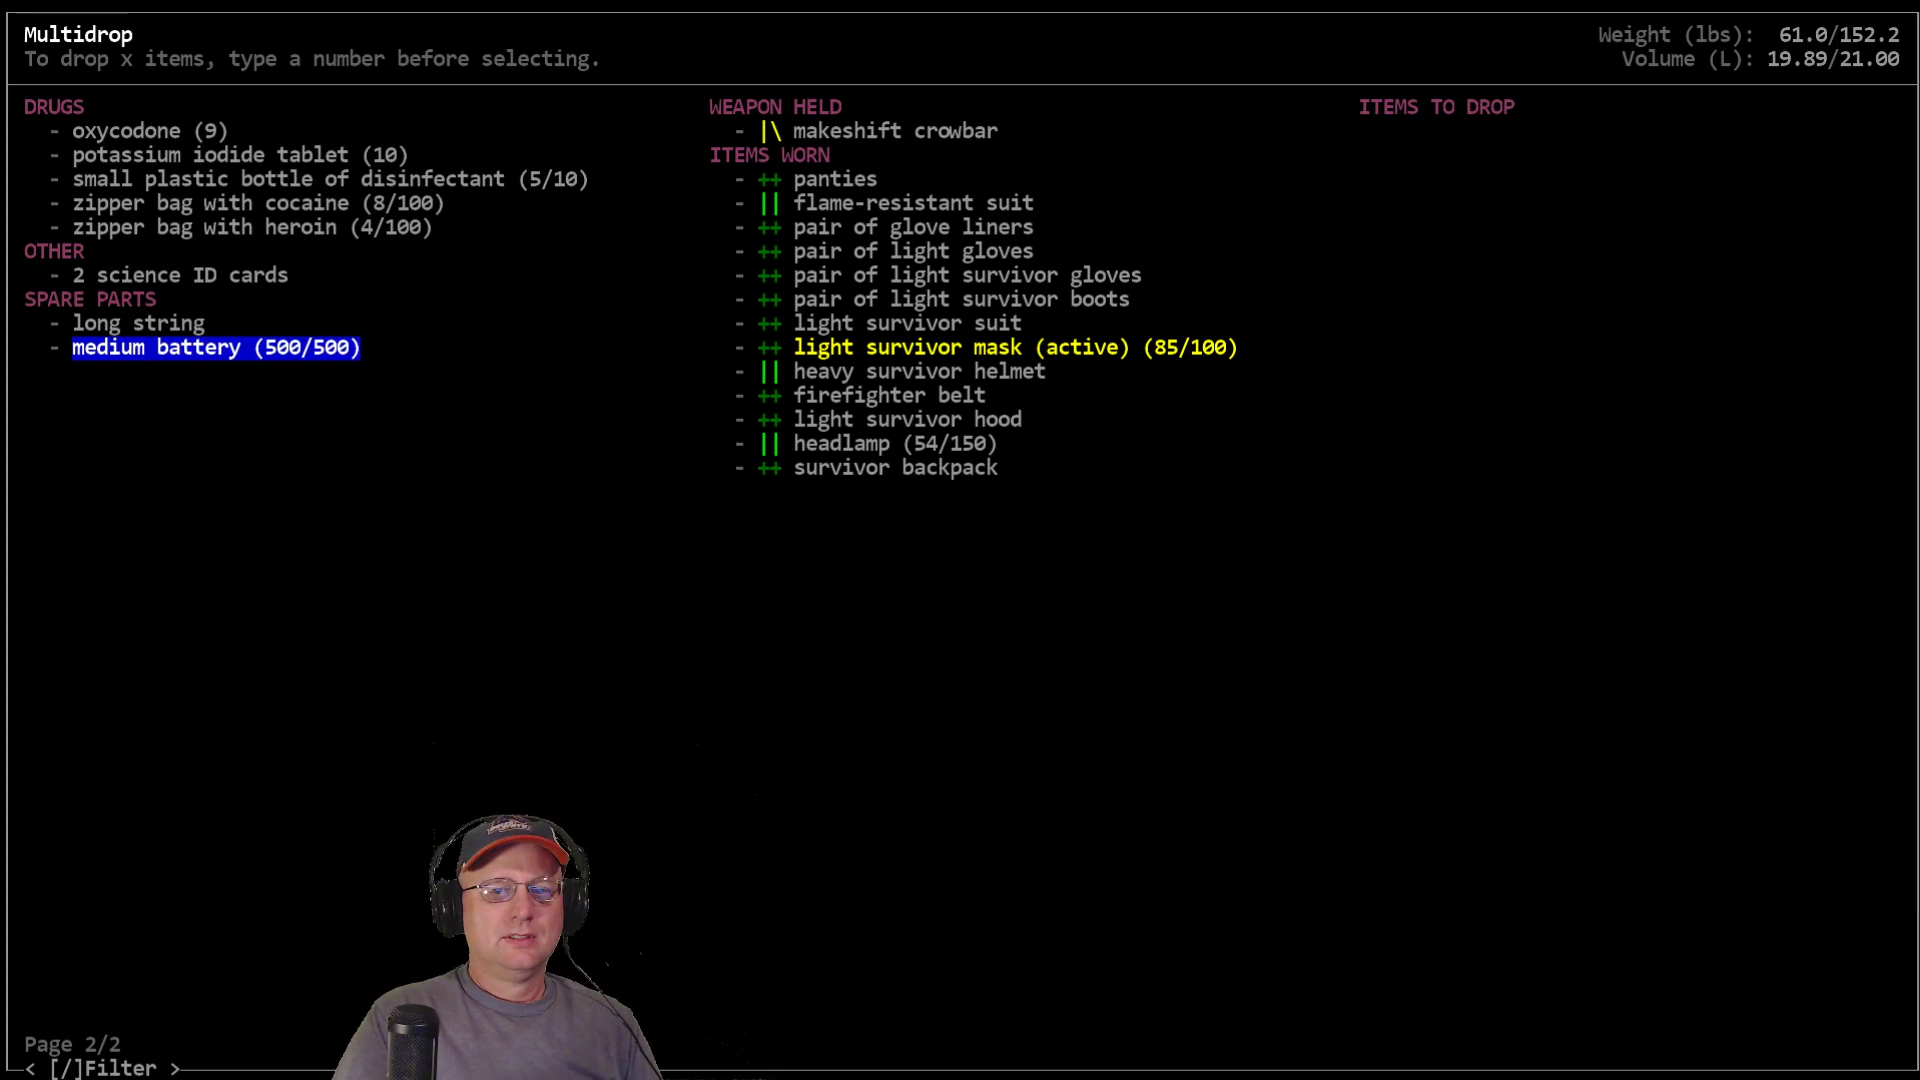 Multidrop
To drop x items, type a number before selecting.
Weight (lbs): 61.0/152.2
Volume (L): 19.89/21.00
DRUGS
- oxycodone (9)
- potassium iodide tablet (10)
- small plastic bottle of disinfectant (5/10)
- zipper bag with cocaine (8/100)
- zipper bag with heroin (4/100)
OTHER
- 2 science ID cards
SPARE PARTS
- long string
- medium battery (500/500)
WEAPON HELD
- |\ makeshift crowbar
ITEMS WORN
- ++ panties
- || flame-resistant suit
- ++ pair of glove liners
- ++ pair of light gloves
- ++ pair of light survivor gloves
- ++ pair of light survivor boots
- ++ light survivor suit
- ++ light survivor mask (active) (85/100)
- || heavy survivor helmet
- ++ firefighter belt
- ++ light survivor hood
- || headlamp (54/150)
- ++ survivor backpack
ITEMS TO DROP
Page 2/2
< [/]Filter >